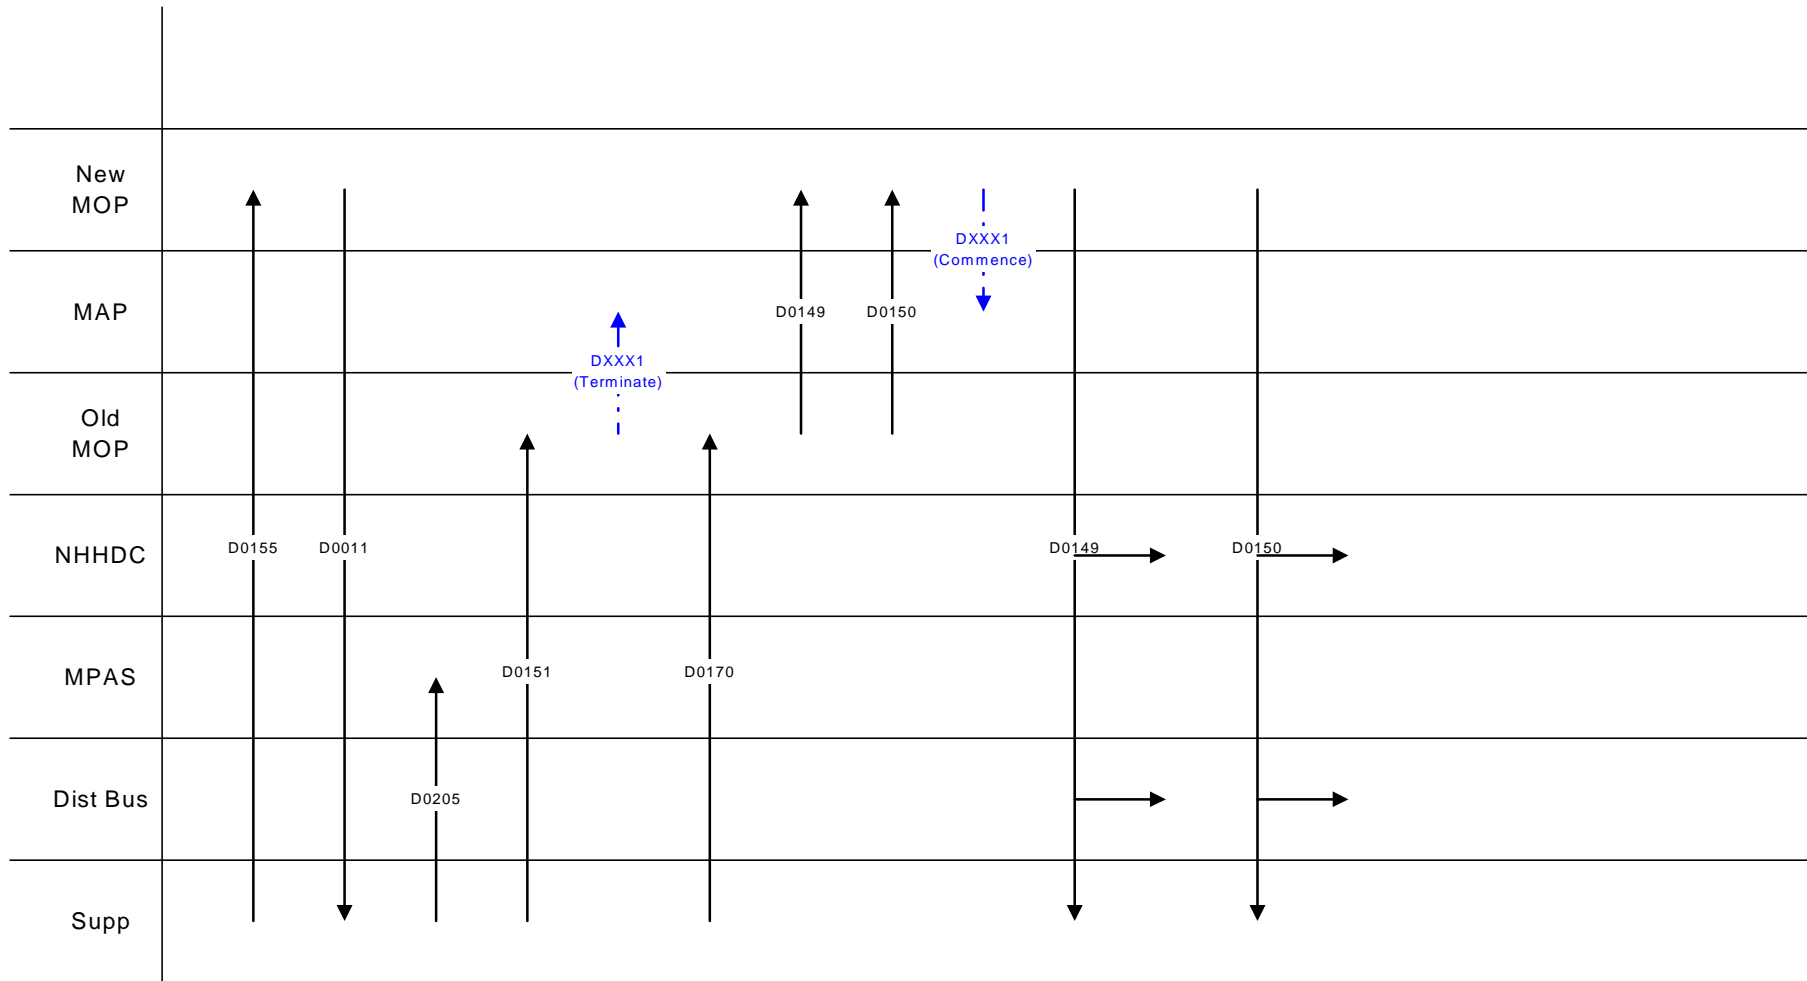 New
MOP
DXXX1
(Commence)
MAP
D0149
D0150
DXXX1
(Terminate)
Old
MOP
NHHDC
D0155
D0011
D0149
D0150
MPAS
D0151
D0170
Dist Bus
D0205
Supp